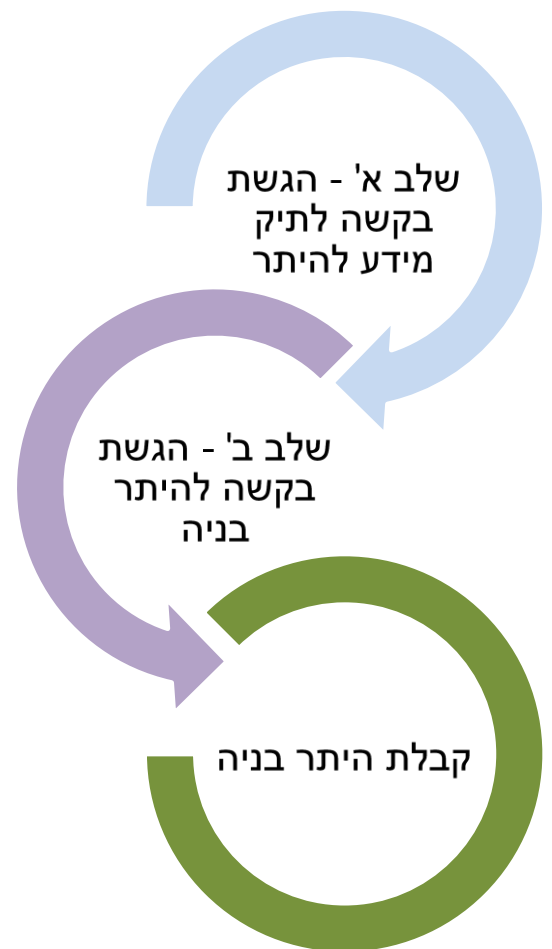 שלב א' - הגשת
בקשה לתיק
מידע להיתר
שלב ב' - הגשת
בקשה להיתר
בניה
קבלת היתר בניה